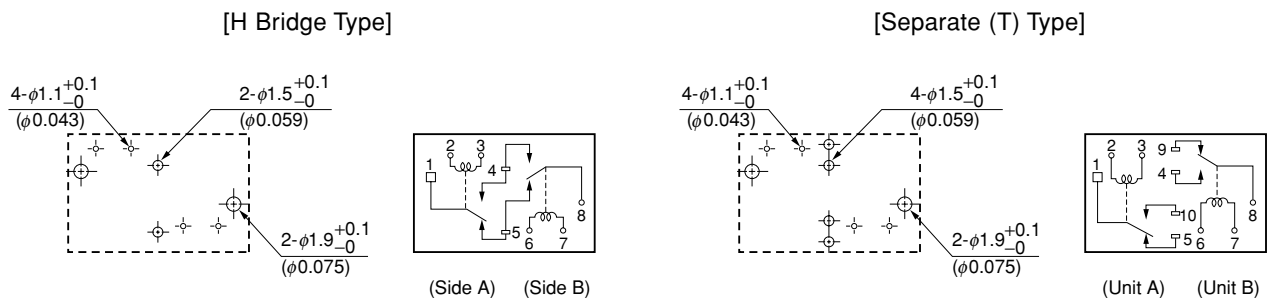 [H Bridge Type]
4-ϕ1.1 +0.1 −0
(ϕ0.043)
2-ϕ1.5 +0.1 −0
(ϕ0.059)
2-ϕ1.9 +0.1 −0
(ϕ0.075)
2 3
1
4
8
5
6 7
(Side A) (Side B)
[Separate (T) Type]
4-ϕ1.1 +0.1 −0
(ϕ0.043)
4-ϕ1.5 +0.1 −0
(ϕ0.059)
2-ϕ1.9 +0.1 −0
(ϕ0.075)
2 3 9
1 4
10 8
5 6 7
(Unit A) (Unit B)